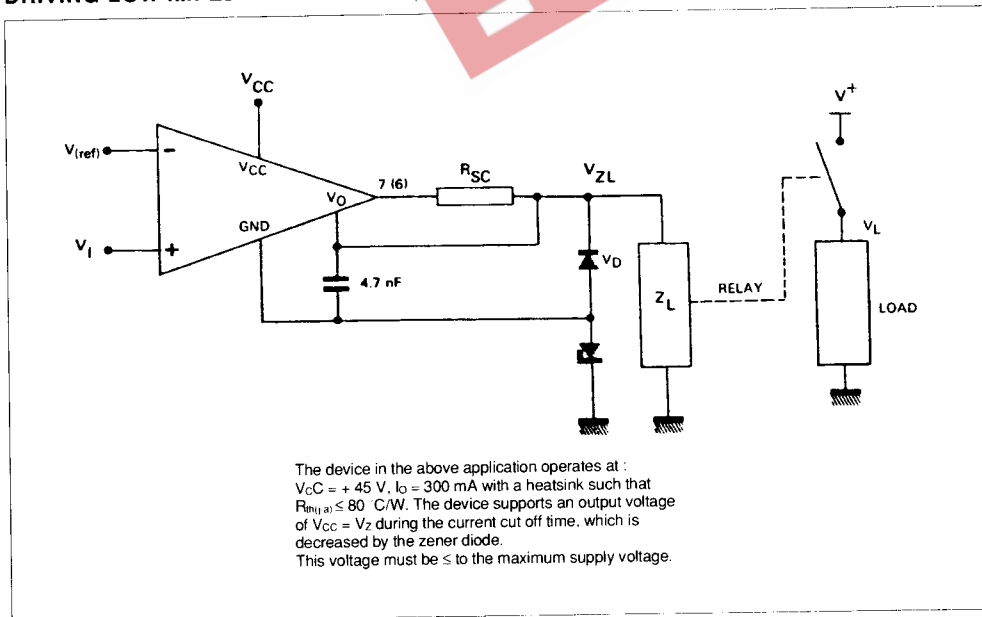 VCC
V(ref)
−
VCC
7 (6)
RSC
VZL
V+
VO
GND
VI
+
4.7 nF
VD
ZL
RELAY
VL
LOAD
The device in the above application operates at :
VCC = + 45 V, IO = 300 mA with a heatsink such that
Rth(j a) ≤ 80 °C/W. The device supports an output voltage
of VCC = VZ during the current cut off time, which is
decreased by the zener diode.
This voltage must be ≤ to the maximum supply voltage.